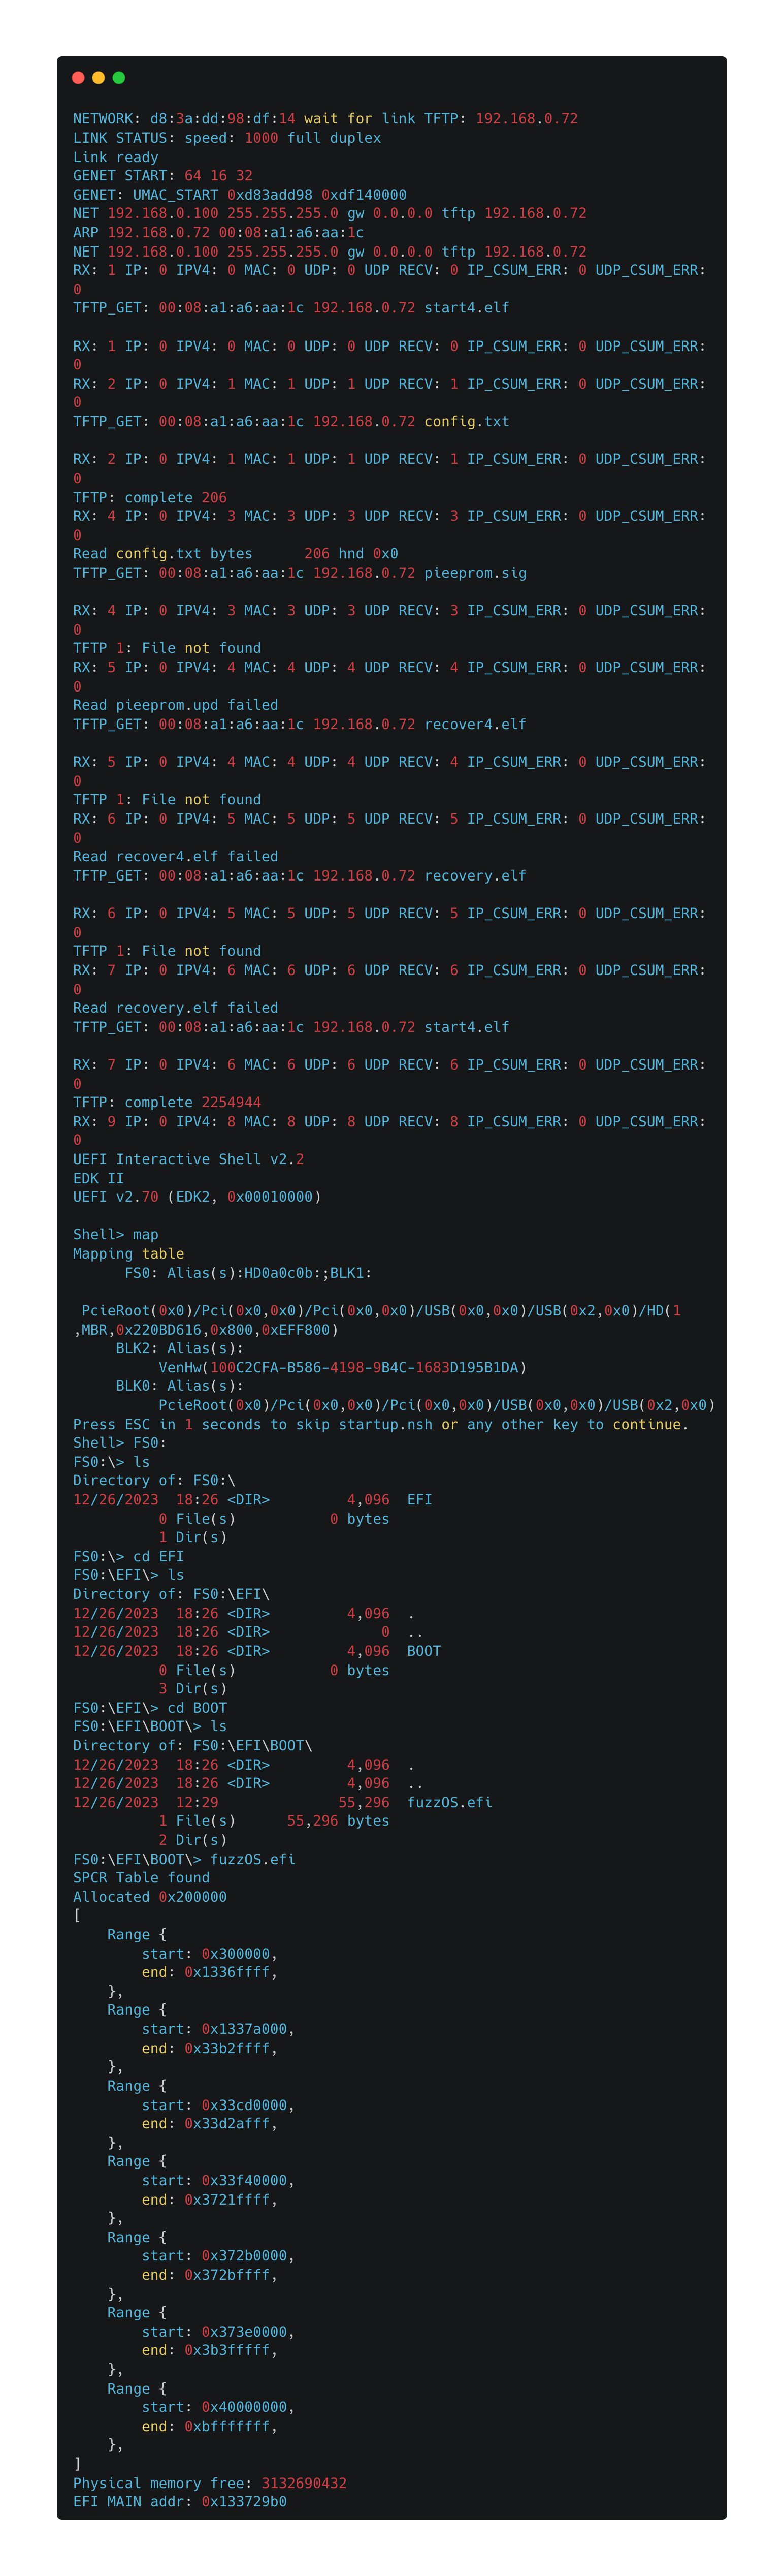 NETWORK: d8:3a:dd:98:df:14 wait for link TFTP: 192.168.0.72
LINK STATUS: speed: 1000 full duplex
Link ready
GENET START: 64 16 32
GENET: UMAC_START 0xd83add98 0xdf140000
NET 192.168.0.100 255.255.255.0 gw 0.0.0.0 tftp 192.168.0.72
ARP 192.168.0.72 00:08:a1:a6:aa:1c
NET 192.168.0.100 255.255.255.0 gw 0.0.0.0 tftp 192.168.0.72
RX: 1 IP: 0 IPV4: 0 MAC: 0 UDP: 0 UDP RECV: 0 IP_CSUM_ERR: 0 UDP_CSUM_ERR:
0
TFTP_GET: 00:08:a1:a6:aa:1c 192.168.0.72 start4.elf

RX: 1 IP: 0 IPV4: 0 MAC: 0 UDP: 0 UDP RECV: 0 IP_CSUM_ERR: 0 UDP_CSUM_ERR:
0
RX: 2 IP: 0 IPV4: 1 MAC: 1 UDP: 1 UDP RECV: 1 IP_CSUM_ERR: 0 UDP_CSUM_ERR:
0
TFTP_GET: 00:08:a1:a6:aa:1c 192.168.0.72 config.txt

RX: 2 IP: 0 IPV4: 1 MAC: 1 UDP: 1 UDP RECV: 1 IP_CSUM_ERR: 0 UDP_CSUM_ERR:
0
TFTP: complete 206
RX: 4 IP: 0 IPV4: 3 MAC: 3 UDP: 3 UDP RECV: 3 IP_CSUM_ERR: 0 UDP_CSUM_ERR:
0
Read config.txt bytes      206 hnd 0x0
TFTP_GET: 00:08:a1:a6:aa:1c 192.168.0.72 pieeprom.sig

RX: 4 IP: 0 IPV4: 3 MAC: 3 UDP: 3 UDP RECV: 3 IP_CSUM_ERR: 0 UDP_CSUM_ERR:
0
TFTP 1: File not found
RX: 5 IP: 0 IPV4: 4 MAC: 4 UDP: 4 UDP RECV: 4 IP_CSUM_ERR: 0 UDP_CSUM_ERR:
0
Read pieeprom.upd failed
TFTP_GET: 00:08:a1:a6:aa:1c 192.168.0.72 recover4.elf

RX: 5 IP: 0 IPV4: 4 MAC: 4 UDP: 4 UDP RECV: 4 IP_CSUM_ERR: 0 UDP_CSUM_ERR:
0
TFTP 1: File not found
RX: 6 IP: 0 IPV4: 5 MAC: 5 UDP: 5 UDP RECV: 5 IP_CSUM_ERR: 0 UDP_CSUM_ERR:
0
Read recover4.elf failed
TFTP_GET: 00:08:a1:a6:aa:1c 192.168.0.72 recovery.elf

RX: 6 IP: 0 IPV4: 5 MAC: 5 UDP: 5 UDP RECV: 5 IP_CSUM_ERR: 0 UDP_CSUM_ERR:
0
TFTP 1: File not found
RX: 7 IP: 0 IPV4: 6 MAC: 6 UDP: 6 UDP RECV: 6 IP_CSUM_ERR: 0 UDP_CSUM_ERR:
0
Read recovery.elf failed
TFTP_GET: 00:08:a1:a6:aa:1c 192.168.0.72 start4.elf

RX: 7 IP: 0 IPV4: 6 MAC: 6 UDP: 6 UDP RECV: 6 IP_CSUM_ERR: 0 UDP_CSUM_ERR:
0
TFTP: complete 2254944
RX: 9 IP: 0 IPV4: 8 MAC: 8 UDP: 8 UDP RECV: 8 IP_CSUM_ERR: 0 UDP_CSUM_ERR:
0
UEFI Interactive Shell v2.2
EDK II
UEFI v2.70 (EDK2, 0x00010000)

Shell> map
Mapping table
      FS0: Alias(s):HD0a0c0b:;BLK1:

 PcieRoot(0x0)/Pci(0x0,0x0)/Pci(0x0,0x0)/USB(0x0,0x0)/USB(0x2,0x0)/HD(1
,MBR,0x220BD616,0x800,0xEFF800)
     BLK2: Alias(s):
          VenHw(100C2CFA-B586-4198-9B4C-1683D195B1DA)
     BLK0: Alias(s):
          PcieRoot(0x0)/Pci(0x0,0x0)/Pci(0x0,0x0)/USB(0x0,0x0)/USB(0x2,0x0)
Press ESC in 1 seconds to skip startup.nsh or any other key to continue.
Shell> FS0:
FS0:\> ls
Directory of: FS0:\
12/26/2023  18:26 <DIR>         4,096  EFI
          0 File(s)           0 bytes
          1 Dir(s)
FS0:\> cd EFI
FS0:\EFI\> ls
Directory of: FS0:\EFI\
12/26/2023  18:26 <DIR>         4,096  .
12/26/2023  18:26 <DIR>             0  ..
12/26/2023  18:26 <DIR>         4,096  BOOT
          0 File(s)           0 bytes
          3 Dir(s)
FS0:\EFI\> cd BOOT
FS0:\EFI\BOOT\> ls
Directory of: FS0:\EFI\BOOT\
12/26/2023  18:26 <DIR>         4,096  .
12/26/2023  18:26 <DIR>         4,096  ..
12/26/2023  12:29              55,296  fuzzOS.efi
          1 File(s)      55,296 bytes
          2 Dir(s)
FS0:\EFI\BOOT\> fuzzOS.efi
SPCR Table found
Allocated 0x200000
[
    Range {
        start: 0x300000,
        end: 0x1336ffff,
    },
    Range {
        start: 0x1337a000,
        end: 0x33b2ffff,
    },
    Range {
        start: 0x33cd0000,
        end: 0x33d2afff,
    },
    Range {
        start: 0x33f40000,
        end: 0x3721ffff,
    },
    Range {
        start: 0x372b0000,
        end: 0x372bffff,
    },
    Range {
        start: 0x373e0000,
        end: 0x3b3fffff,
    },
    Range {
        start: 0x40000000,
        end: 0xbfffffff,
    },
]
Physical memory free: 3132690432
EFI MAIN addr: 0x133729b0